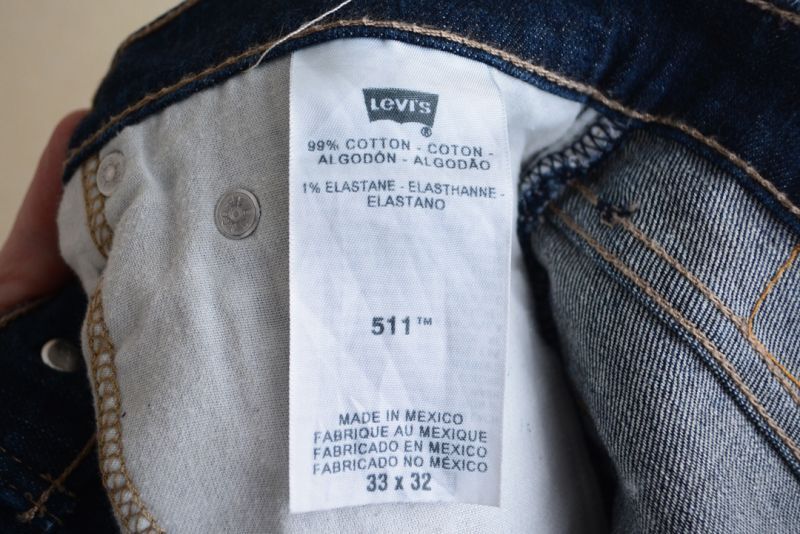 Levi's
®
99% COTTON - COTON -
ALGODÓN - ALGODÃO
1% ELASTANE - ELASTHANNE -
ELASTANO
511™
MADE IN MEXICO
FABRIQUE AU MEXIQUE
FABRICADO EN MEXICO
FABRICADO NO MÉXICO
33 x 32